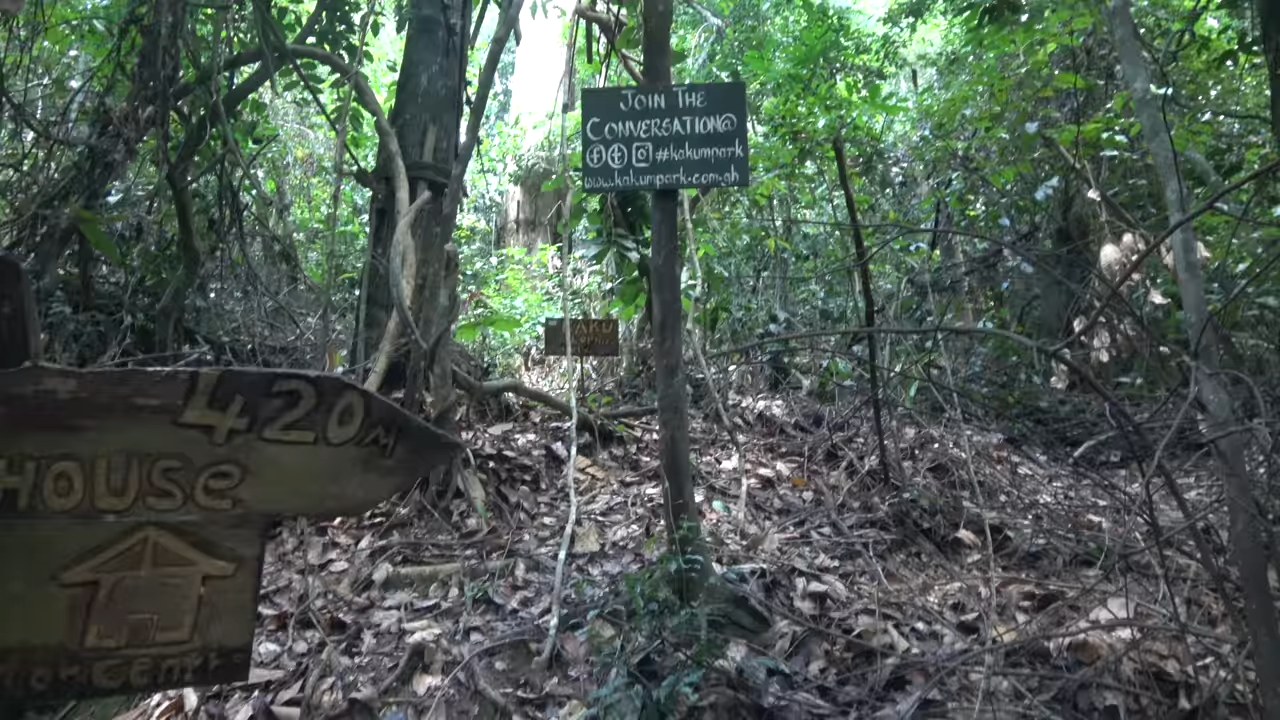 JOIN THE
CONVERSATION@
#kakumpark
www.kakumpark.com.gh
420M
HOUSE